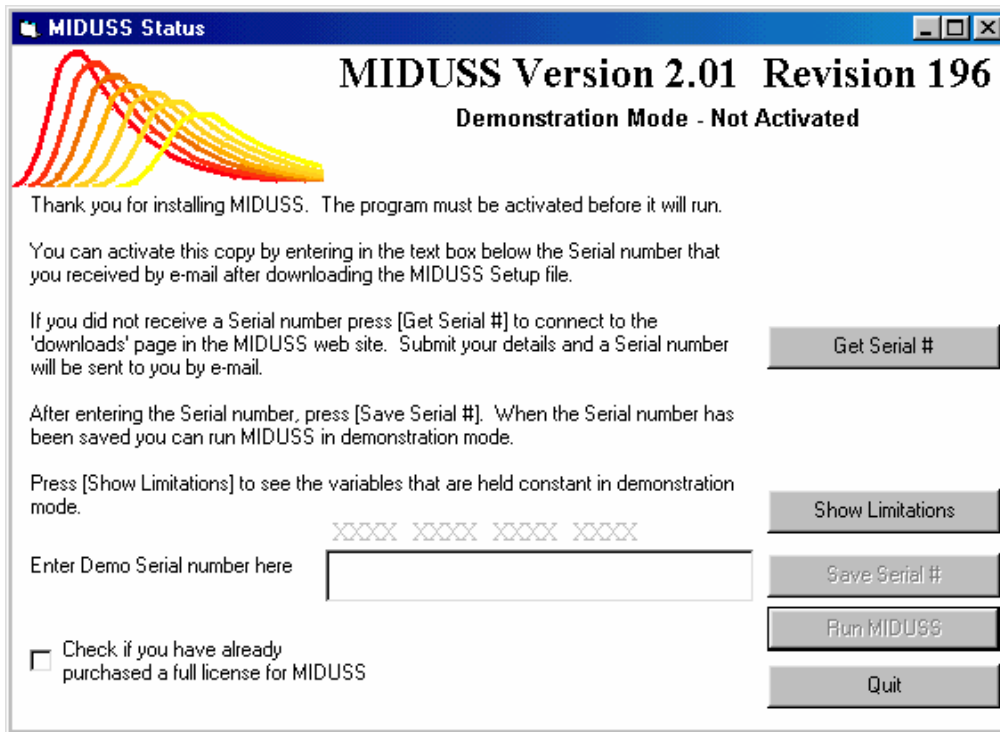 MIDUSS Status
MIDUSS Version 2.01 Revision 196
Demonstration Mode - Not Activated
Thank you for installing MIDUSS. The program must be activated before it will run.
You can activate this copy by entering in the text box below the Serial number that
you received by e-mail after downloading the MIDUSS Setup file.
If you did not receive a Serial number press [Get Serial #] to connect to the
'downloads' page in the MIDUSS web site. Submit your details and a Serial number
will be sent to you by e-mail.
Get Serial #
After entering the Serial number, press [Save Serial #]. When the Serial number has
been saved you can run MIDUSS in demonstration mode.
Press [Show Limitations] to see the variables that are held constant in demonstration
mode.
Show Limitations
XXXX XXXX XXXX XXXX
Enter Demo Serial number here
Save Serial #
Run MIDUSS
Check if you have already
purchased a full license for MIDUSS
Quit